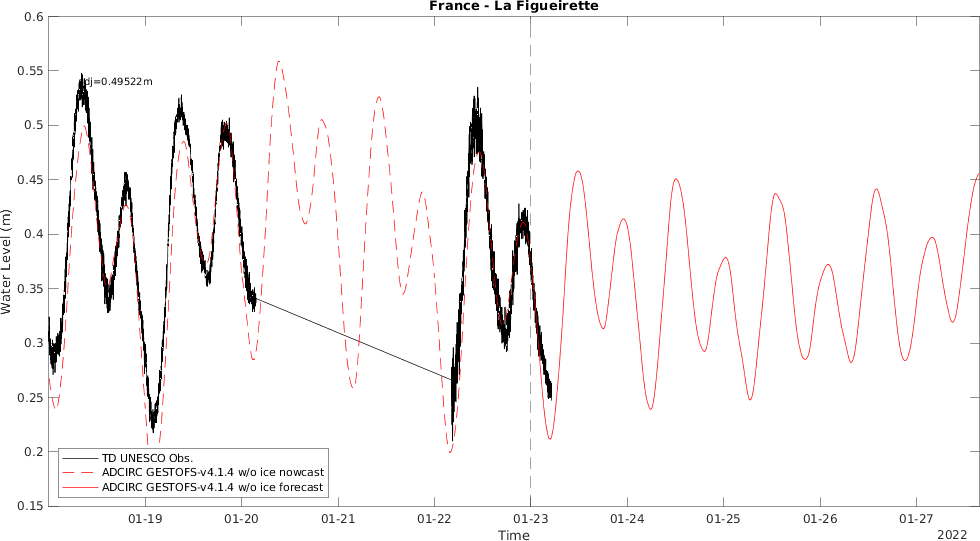 France - La Figueirette
0.6
0.55
0.5
0.45
0.4
0.35
0.3
0.25
0.2
0.15
Water Level (m)
dj=0.49522m
TD UNESCO Obs.
ADCIRC GESTOFS-v4.1.4 w/o ice nowcast
ADCIRC GESTOFS-v4.1.4 w/o ice forecast
01-19 01-20 01-21 01-22 01-23 01-24 01-25 01-26 01-27
Time
2022